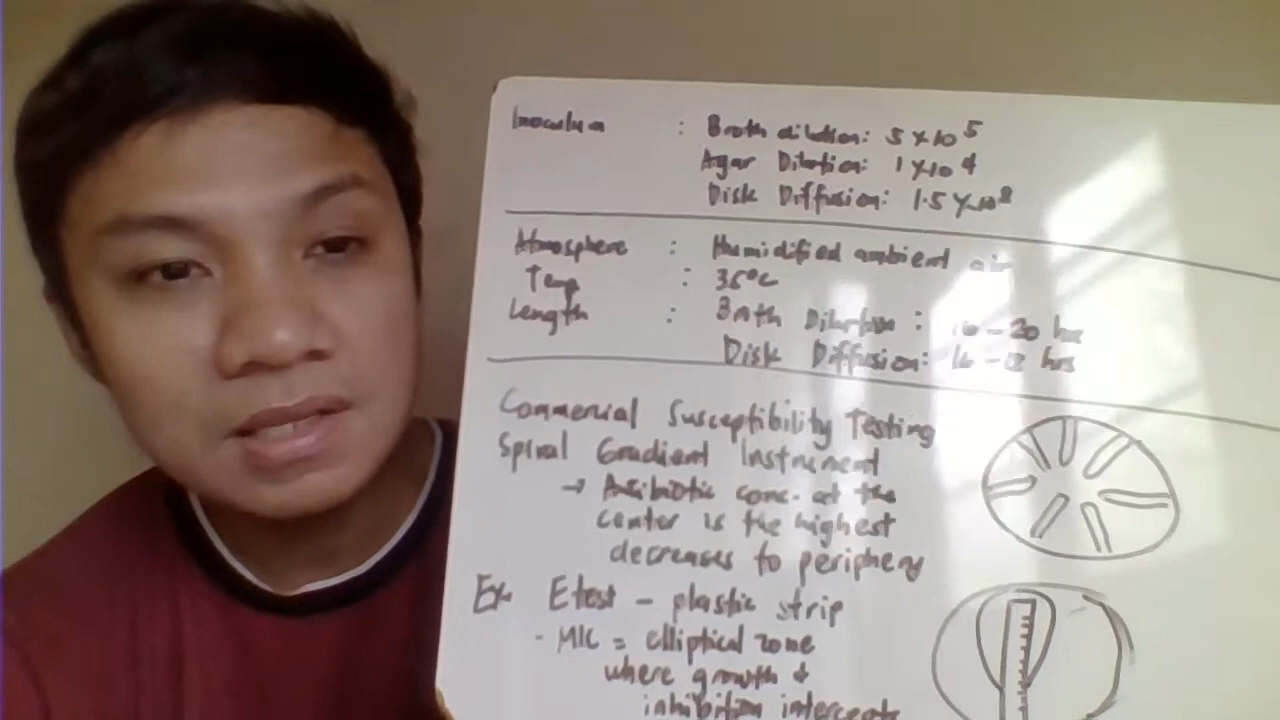 Inoculum : Broth dilution: 5 x 10^5
Agar Dilution: 1 x 10^4
Disk Diffusion: 1.5 x 10^8
Atmosphere : Humidified ambient air
Temp : 35°C
Length : Broth Dilution : 16 - 20 hrs
Disk Diffusion: 16 - 18 hrs
Commercial Susceptibility Testing
Spiral Gradient Instrument
→ Antibiotic conc. at the
center is the highest
decreases to periphery
Ex. Etest - plastic strip
- MIC = elliptical zone
where growth &
inhibition intercepts